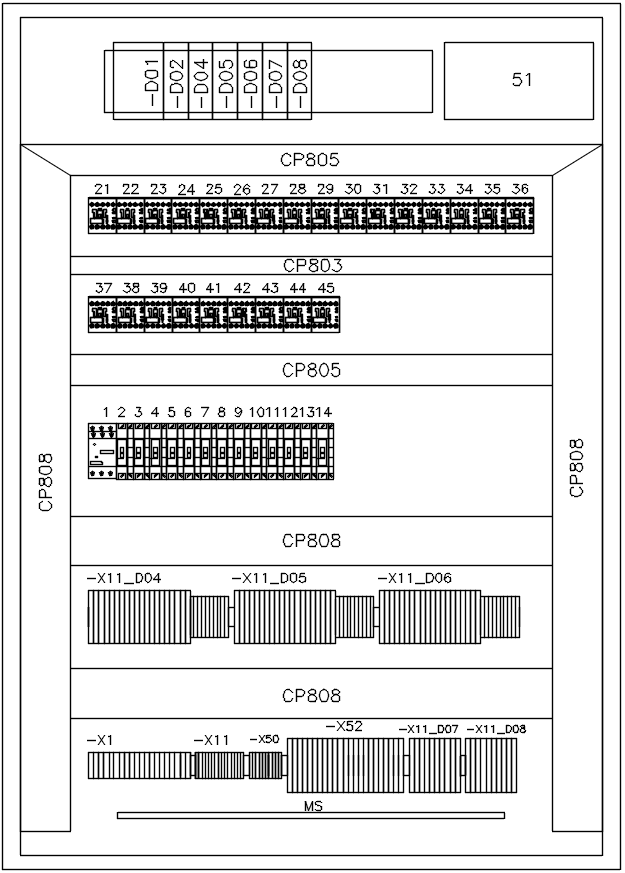 -D01 -D02 -D04 -D05 -D06 -D07 -D08 51
CP805
21 22 23 24 25 26 27 28 29 30 31 32 33 34 35 36
CP803
37 38 39 40 41 42 43 44 45
CP805
1 2 3 4 5 6 7 8 9 10 11 12 13 14
CP808 CP808
CP808
-X11_D04 -X11_D05 -X11_D06
CP808
-X1 -X11 -X50 -X52 -X11_D07 -X11_D08
MS